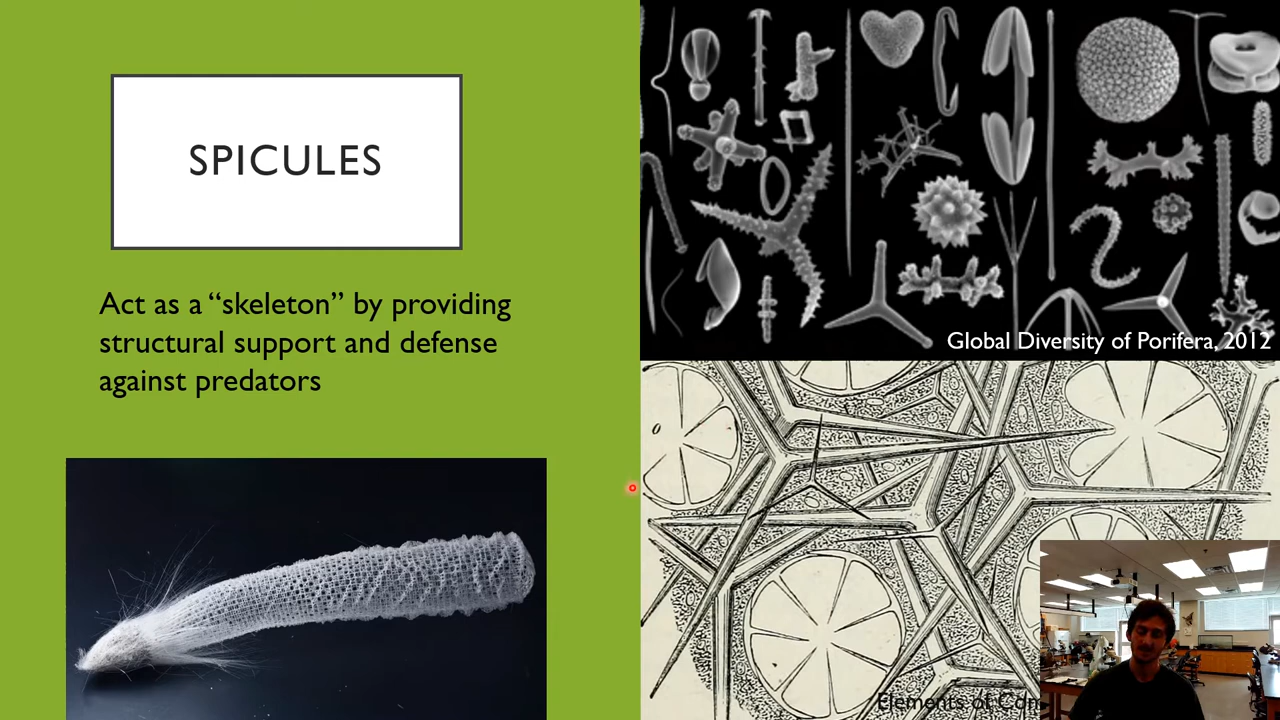 SPICULES
Act as a “skeleton” by providing
structural support and defense
against predators
Global Diversity of Porifera, 2012
Elements of